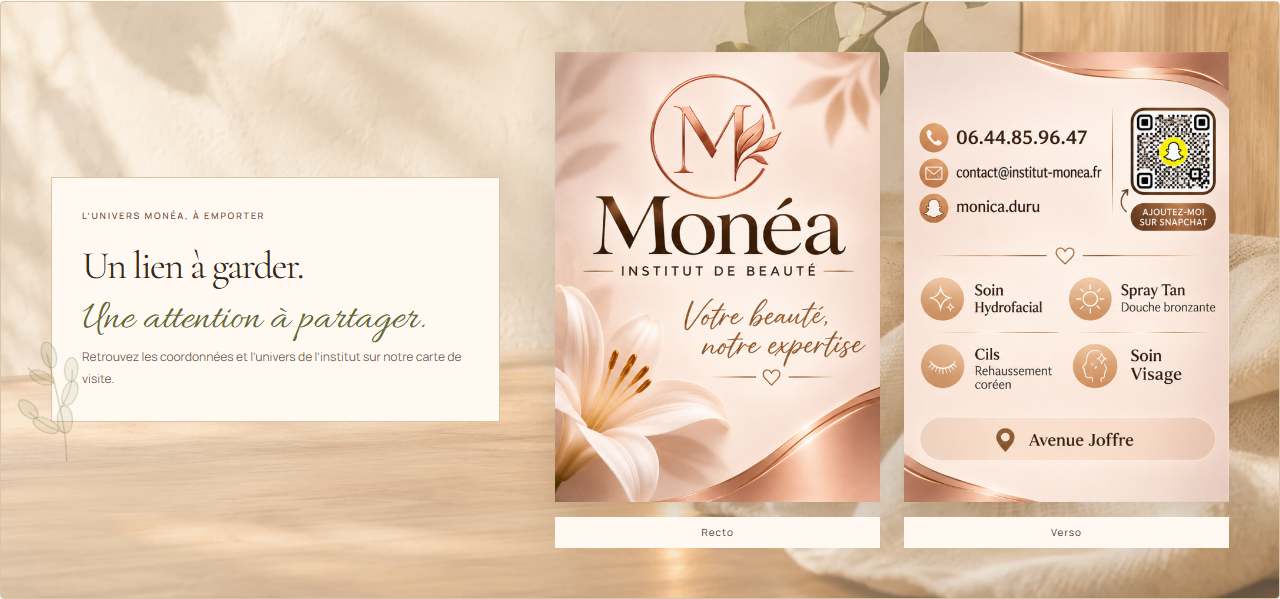 L'UNIVERS MONÉA, À EMPORTER
Un lien à garder.
Une attention à partager.
Retrouvez les coordonnées et l'univers de l'institut sur notre carte de
visite.
M
Monéa
INSTITUT DE BEAUTÉ
Votre beauté,
notre expertise
Recto
06.44.85.96.47
contact@institut-monea.fr
monica.duru
AJOUTEZ-MOI
SUR SNAPCHAT
Soin
Hydrofacial
Spray Tan
Douche bronzante
Cils
Rehaussement
coréen
Soin
Visage
Avenue Joffre
Verso